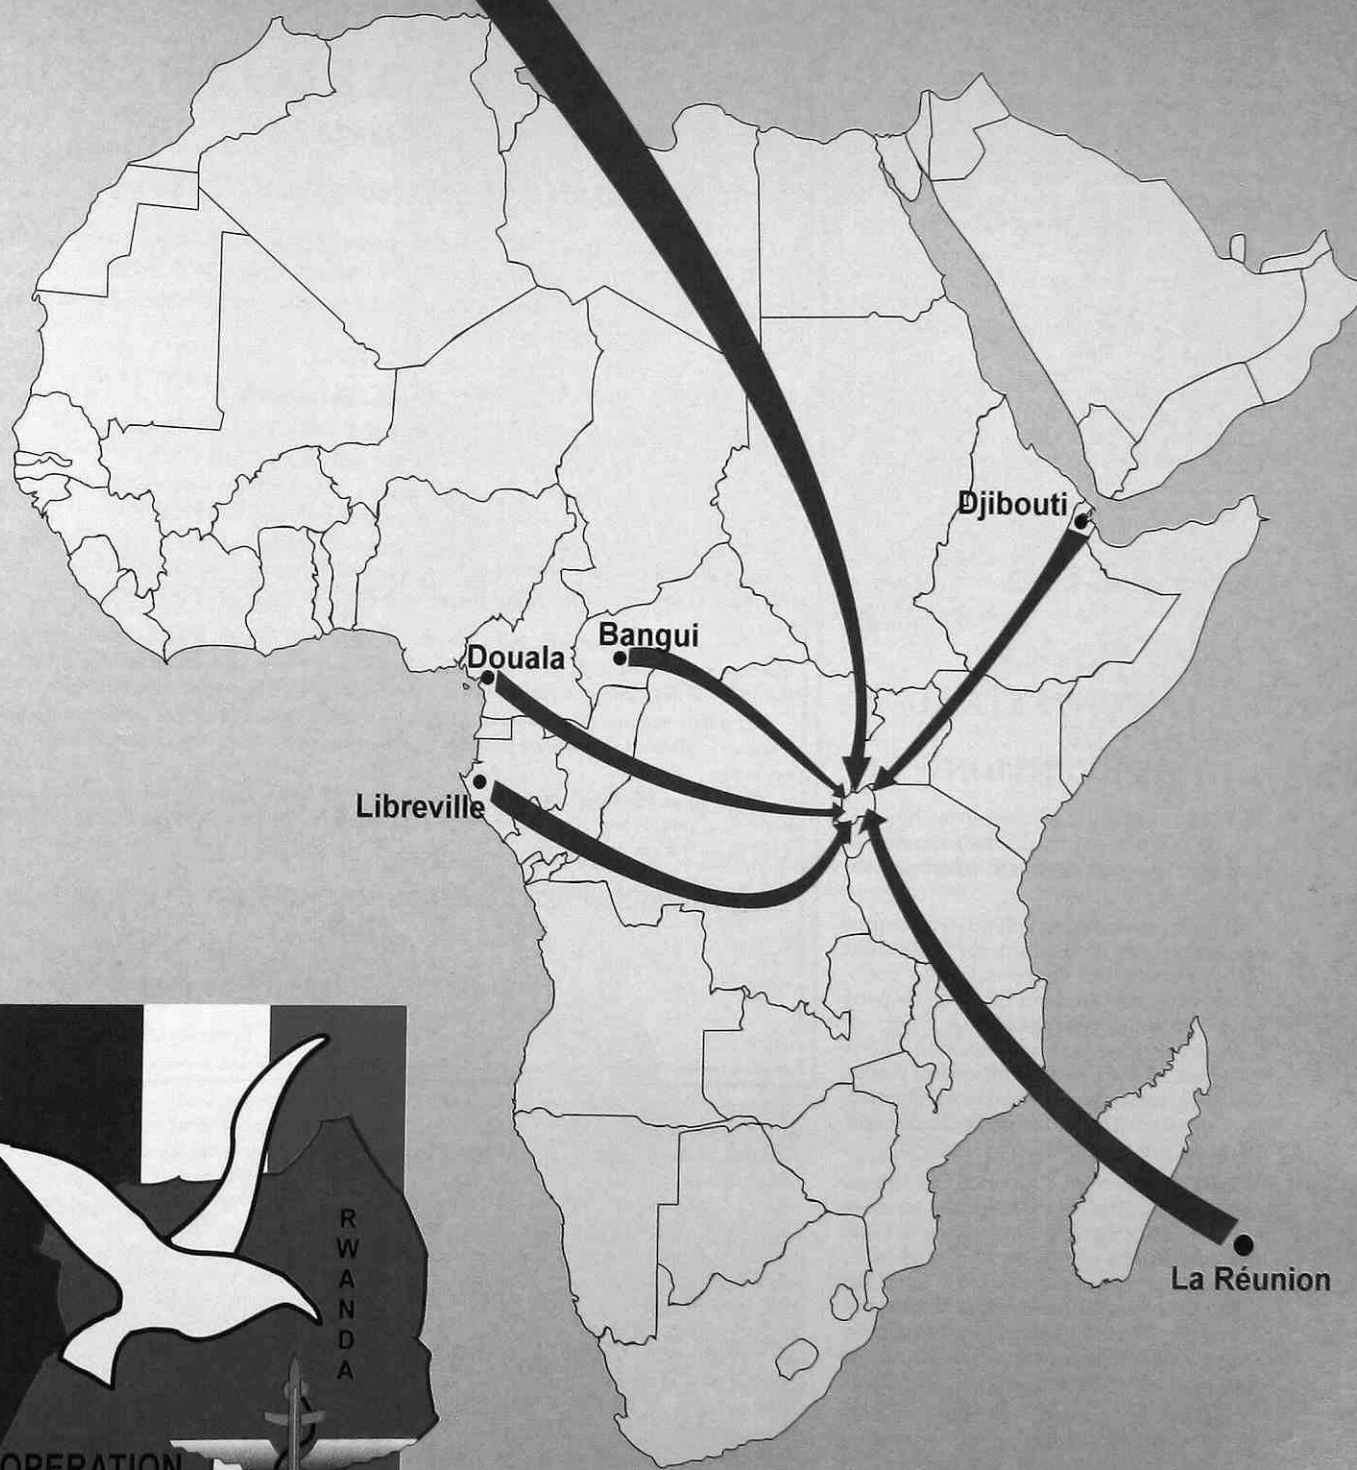 Djibouti
Bangui
Douala
Libreville
La Réunion
R
W
A
N
D
A
OPERATION